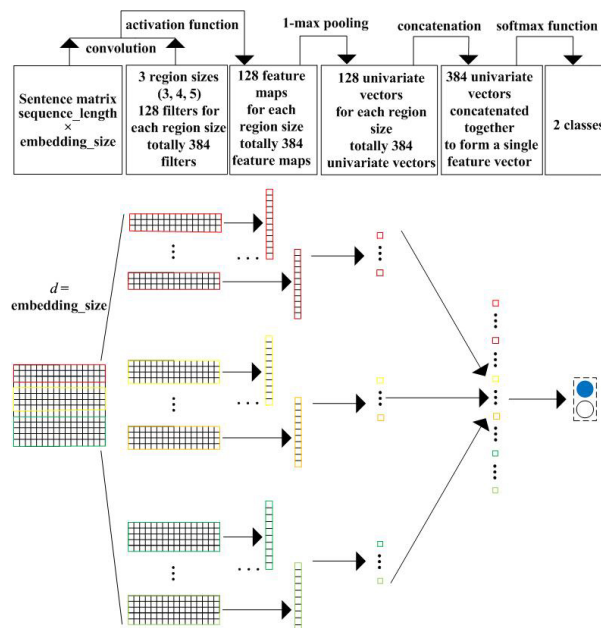 activation function
1-max pooling
concatenation
softmax function
convolution
Sentence matrix
sequence_length
×
embedding_size
3 region sizes
(3, 4, 5)
128 filters for
each region size
totally 384
filters
128 feature
maps
for each
region size
totally 384
feature maps
128 univariate
vectors
for each region
size
totally 384
univariate vectors
384 univariate
vectors
concatenated
together
to form a single
feature vector
2 classes
d =
embedding_size